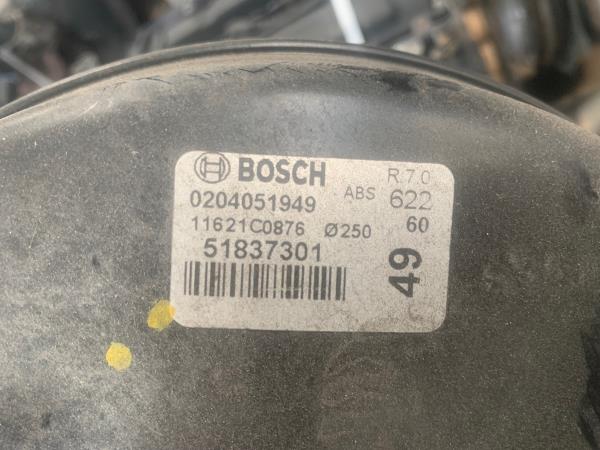 BOSCH R.7.0
0204051949 ABS 622
11621C0876 Ø250 60
51837301
49